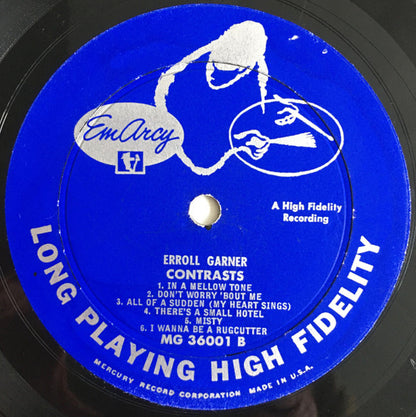 EmArcy
A High Fidelity
Recording
ERROLL GARNER
CONTRASTS
1. IN A MELLOW TONE
2. DON'T WORRY 'BOUT ME
3. ALL OF A SUDDEN (MY HEART SINGS)
4. THERE'S A SMALL HOTEL
5. MISTY
6. I WANNA BE A RUGCUTTER
MG 36001 B
LONG PLAYING HIGH FIDELITY
MERCURY RECORD CORPORATION MADE IN U.S.A.